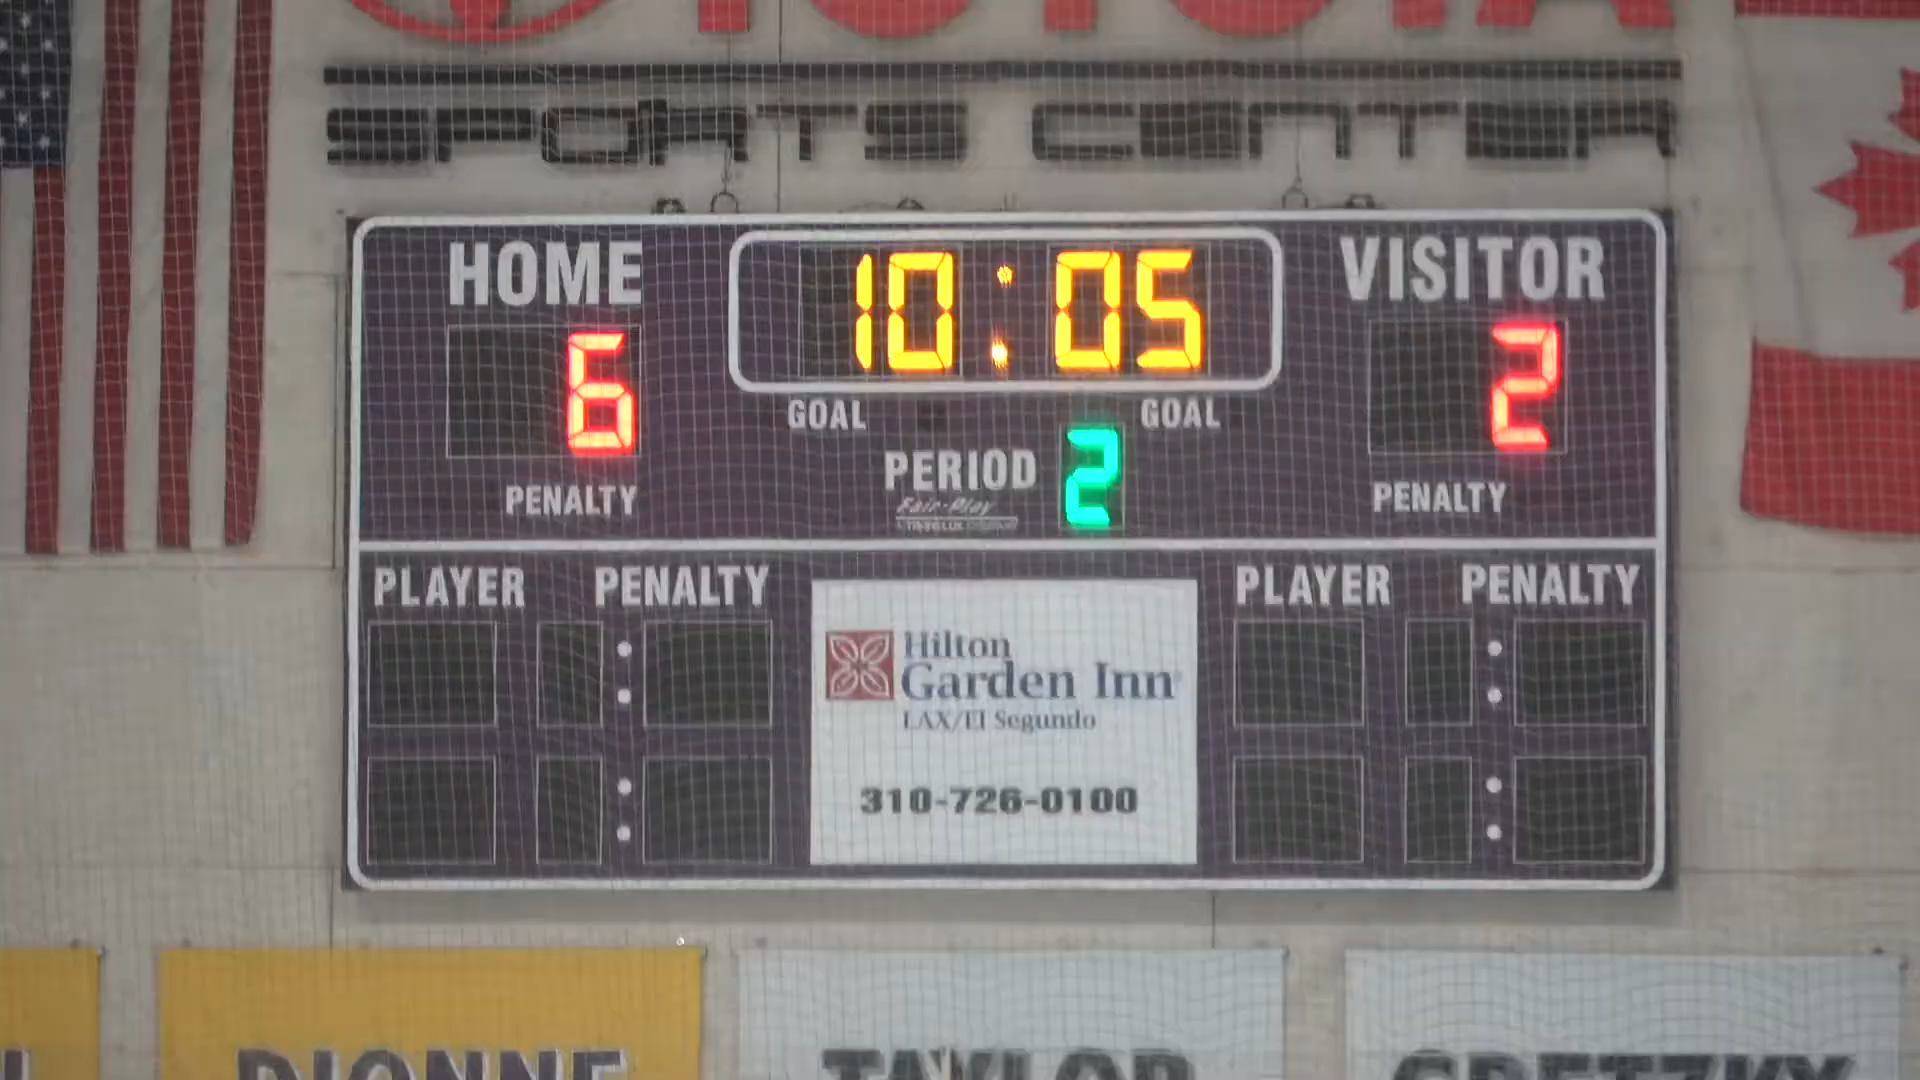 TOYOTA
SPORTS CENTER
HOME
10:05
VISITOR
6
2
GOAL
GOAL
PERIOD 2
Fair-Play
PENALTY
PENALTY
PLAYER PENALTY
PLAYER PENALTY
Hilton
Garden Inn
LAX/El Segundo
310-726-0100
DIONNE
TAYLOR
GRETZKY